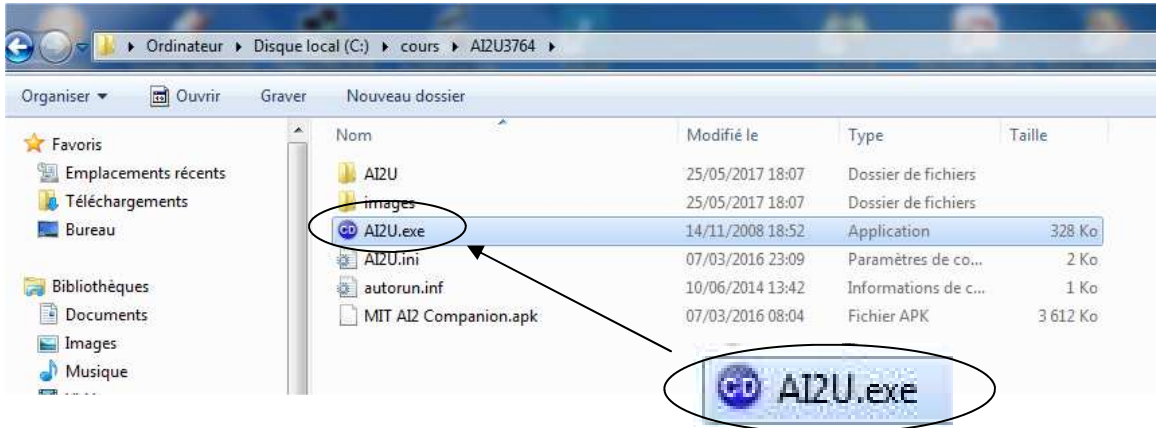 Ordinateur ▸ Disque local (C:) ▸ cours ▸ AI2U3764 ▸
Organiser Ouvrir Graver Nouveau dossier
Favoris
Emplacements récents
Téléchargements
Bureau
Bibliothèques
Documents
Images
Musique
Nom Modifié le Type Taille
AI2U 25/05/2017 18:07 Dossier de fichiers
images 25/05/2017 18:07 Dossier de fichiers
AI2U.exe 14/11/2008 18:52 Application 328 Ko
AI2U.ini 07/03/2016 23:09 Paramètres de co... 2 Ko
autorun.inf 10/06/2014 13:42 Informations de c... 1 Ko
MIT AI2 Companion.apk 07/03/2016 08:04 Fichier APK 3 612 Ko
AI2U.exe